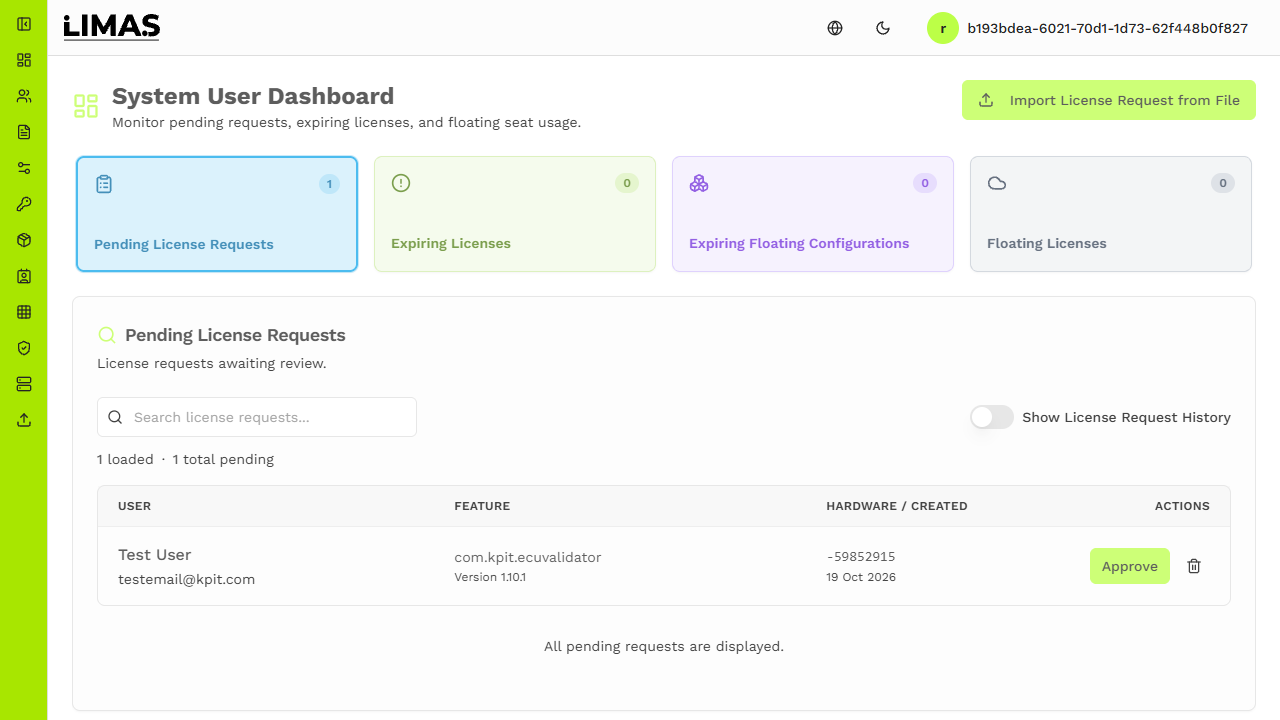 LIMAS
r
b193bdea-6021-70d1-1d73-62f448b0f827
System User Dashboard
Monitor pending requests, expiring licenses, and floating seat usage.
Import License Request from File
1
Pending License Requests
0
Expiring Licenses
0
Expiring Floating Configurations
0
Floating Licenses
Pending License Requests
License requests awaiting review.
Search license requests...
Show License Request History
1 loaded · 1 total pending
USER FEATURE HARDWARE / CREATED ACTIONS
Test User
testemail@kpit.com
com.kpit.ecuvalidator
Version 1.10.1
-59852915
19 Oct 2026
Approve
All pending requests are displayed.